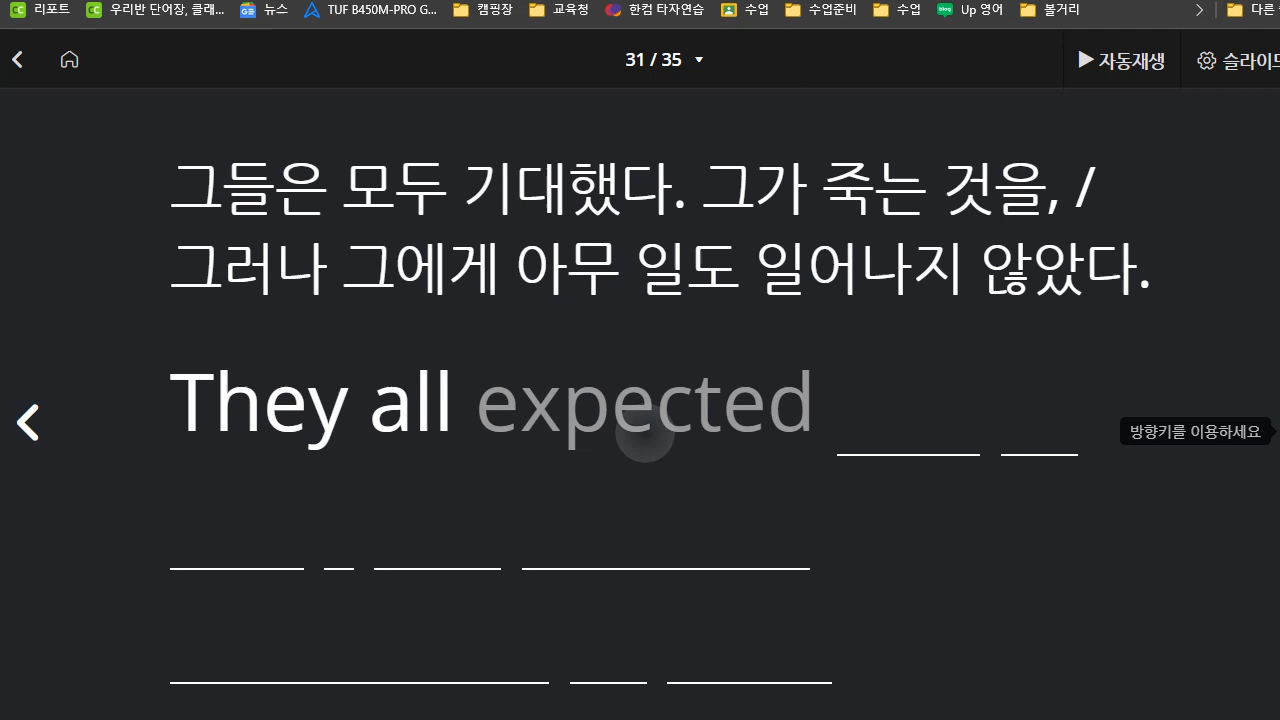 리포트 우리반 단어장, 클래... 뉴스 TUF B450M-PRO G... 캠핑장 교육청 한컴 타자연습 수업 수업준비 수업 Up 영어 볼거리 다른
31 / 35 자동재생 슬라이드
그들은 모두 기대했다. 그가 죽는 것을, /
그러나 그에게 아무 일도 일어나지 않았다.
They all expected
방향키를 이용하세요